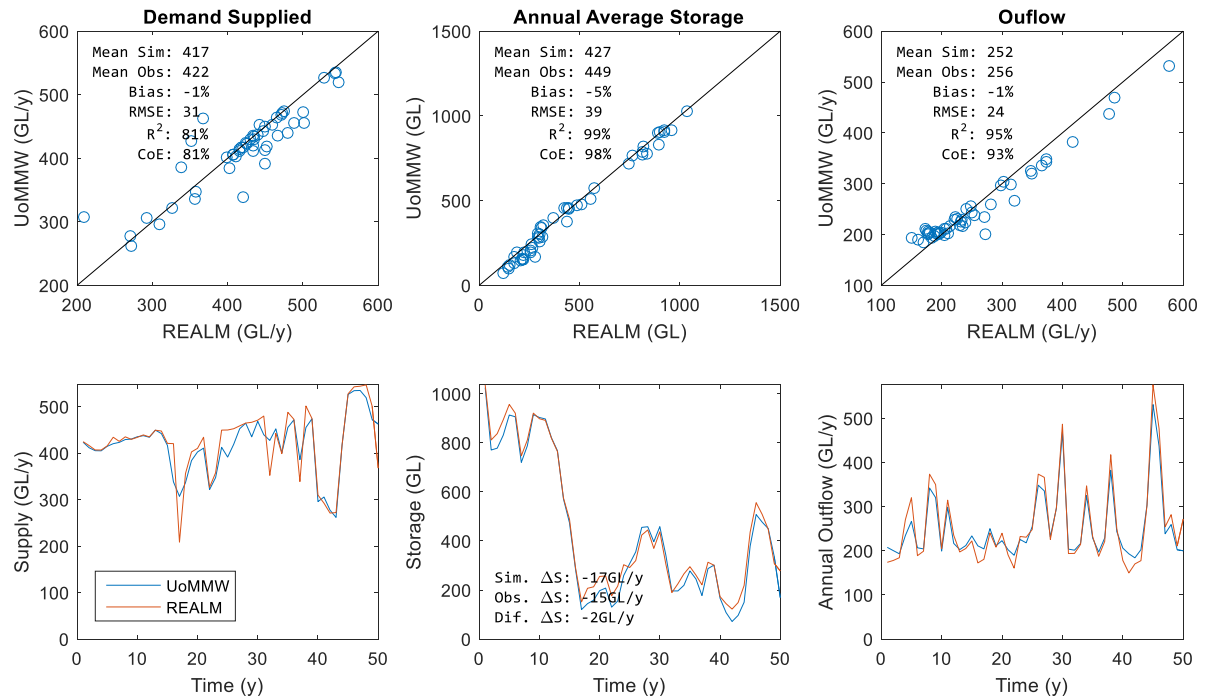 Demand Supplied
600
500
400
300
200
200
300
400
500
600
UoMMW (GL/y)
REALM (GL/y)
Mean Sim: 417
Mean Obs: 422
Bias: -1%
RMSE: 31
R2: 81%
CoE: 81%
Annual Average Storage
1500
1000
500
0
0
500
1000
1500
UoMMW (GL)
REALM (GL)
Mean Sim: 427
Mean Obs: 449
Bias: -5%
RMSE: 39
R2: 99%
CoE: 98%
Ouflow
600
500
400
300
200
100
100
200
300
400
500
600
UoMMW (GL/y)
REALM (GL/y)
Mean Sim: 252
Mean Obs: 256
Bias: -1%
RMSE: 24
R2: 95%
CoE: 93%
500
400
300
200
100
0
0
10
20
30
40
50
Supply (GL/y)
Time (y)
UoMMW
REALM
1000
800
600
400
200
0
0
10
20
30
40
50
Storage (GL)
Time (y)
Sim. ΔS: -17GL/y
Obs. ΔS: -15GL/y
Dif. ΔS: -2GL/y
500
400
300
200
100
0
0
10
20
30
40
50
Annual Outflow (GL/y)
Time (y)